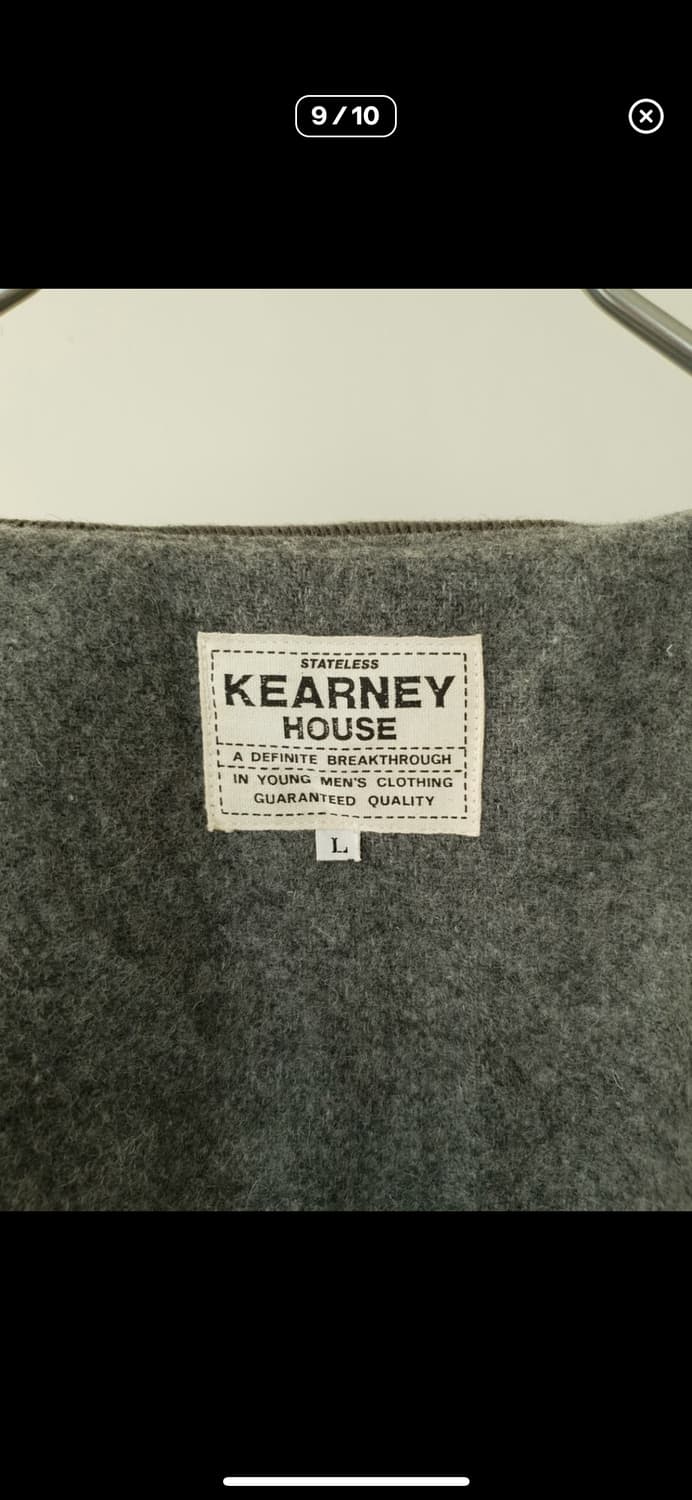 9/10
STATELESS
KEARNEY
HOUSE
A DEFINITE BREAKTHROUGH
IN YOUNG MEN'S CLOTHING
GUARANTEED QUALITY
L